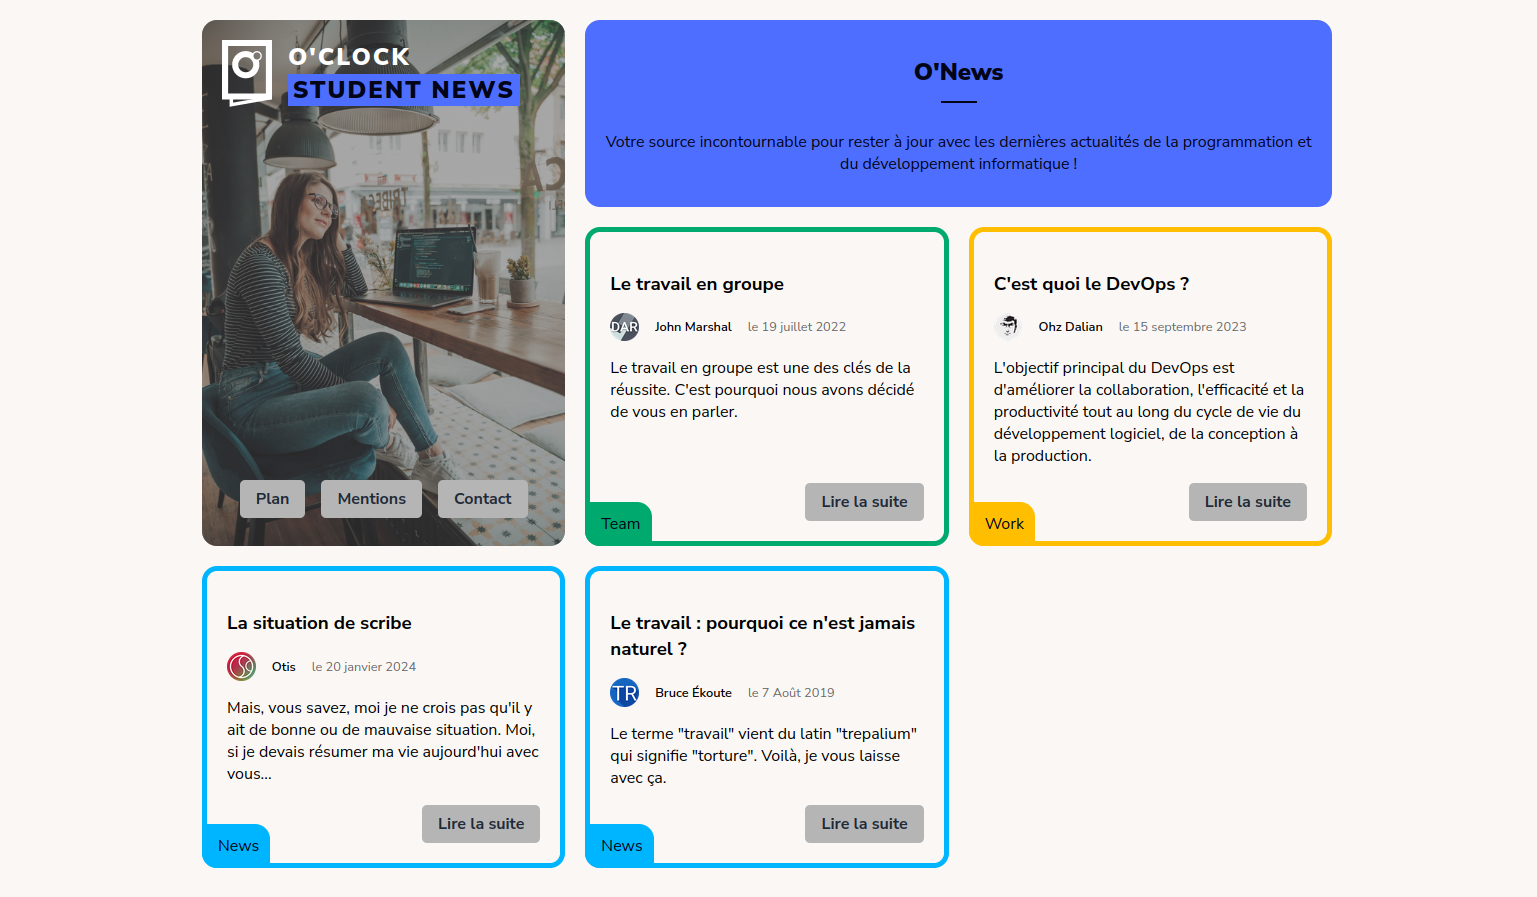 O'CLOCK
STUDENT NEWS
Plan
Mentions
Contact
O'News
Votre source incontournable pour rester à jour avec les dernières actualités de la programmation et
du développement informatique !
Le travail en groupe
DAR
John Marshal le 19 juillet 2022
Le travail en groupe est une des clés de la
réussite. C'est pourquoi nous avons décidé
de vous en parler.
Lire la suite
Team
C'est quoi le DevOps ?
Ohz Dalian le 15 septembre 2023
L'objectif principal du DevOps est
d'améliorer la collaboration, l'efficacité et la
productivité tout au long du cycle de vie du
développement logiciel, de la conception à
la production.
Lire la suite
Work
La situation de scribe
Otis le 20 janvier 2024
Mais, vous savez, moi je ne crois pas qu'il y
ait de bonne ou de mauvaise situation. Moi,
si je devais résumer ma vie aujourd'hui avec
vous...
Lire la suite
News
Le travail : pourquoi ce n'est jamais
naturel ?
TR
Bruce Ékoute le 7 Août 2019
Le terme "travail" vient du latin "trepalium"
qui signifie "torture". Voilà, je vous laisse
avec ça.
Lire la suite
News